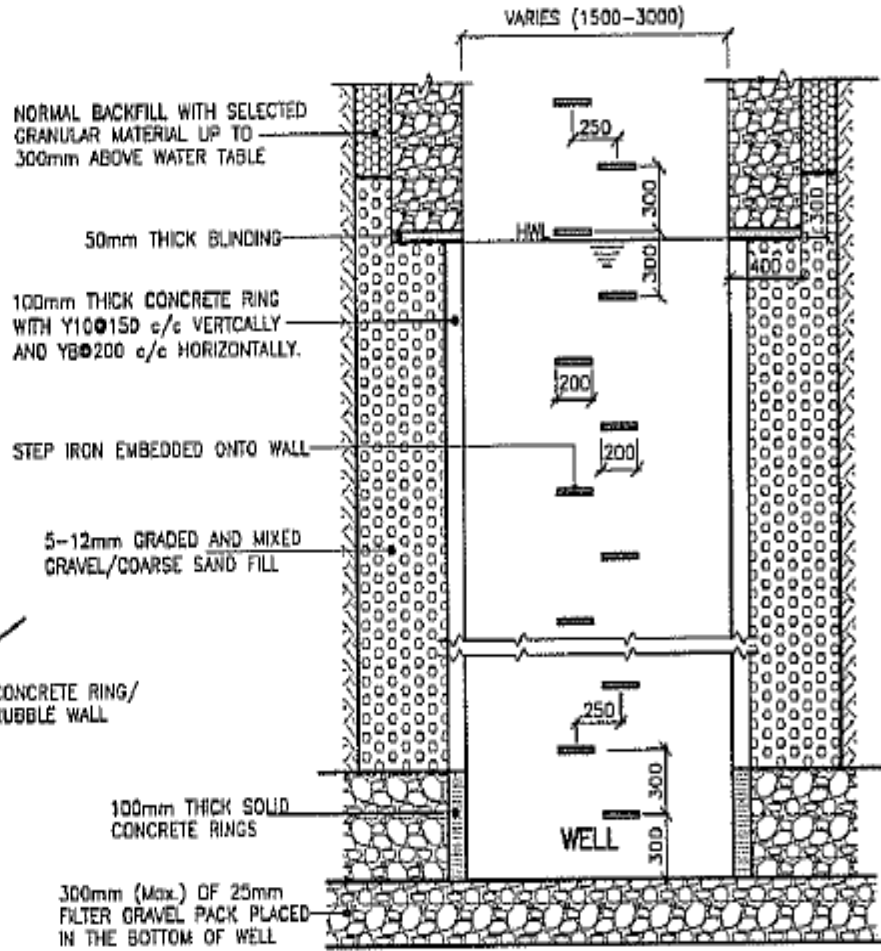 VARIES (1500-3000)
NORMAL BACKFILL WITH SELECTED
GRANULAR MATERIAL UP TO
300mm ABOVE WATER TABLE
250
300
HWL
300
300
400
50mm THICK BLINDING
100mm THICK CONCRETE RING
WITH Y10@150 c/c VERTCALLY
AND Y8@200 c/c HORIZONTALLY.
200
200
STEP IRON EMBEDDED ONTO WALL
5-12mm GRADED AND MIXED
GRAVEL/COARSE SAND FILL
CONCRETE RING/
RUBBLE WALL
250
300
300
100mm THICK SOLID
CONCRETE RINGS
WELL
300mm (Max.) OF 25mm
FILTER GRAVEL PACK PLACED
IN THE BOTTOM OF WELL